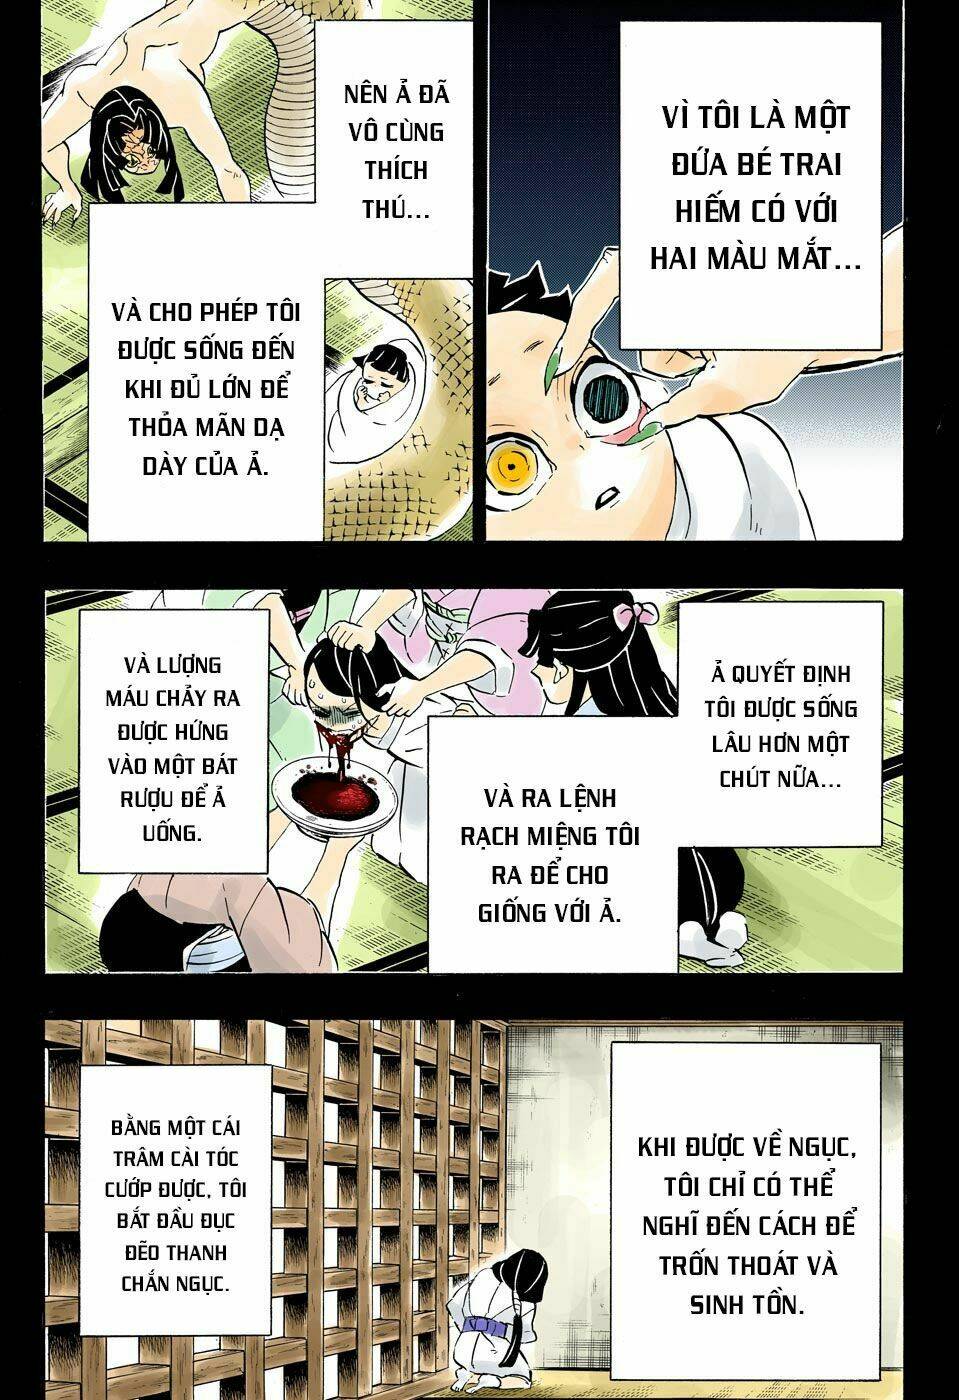 VÌ TÔI LÀ MỘT
ĐỨA BÉ TRAI
HIẾM CÓ VỚI
HAI MÀU MẮT...
NÊN Ả ĐÃ
VÔ CÙNG
THÍCH
THÚ...
VÀ CHO PHÉP TÔI
ĐƯỢC SỐNG ĐẾN
KHI ĐỦ LỚN ĐỂ
THỎA MÃN DẠ
DÀY CỦA Ả.
Ả QUYẾT ĐỊNH
TÔI ĐƯỢC SỐNG
LÂU HƠN MỘT
CHÚT NỮA...
VÀ RA LỆNH
RẠCH MIỆNG TÔI
RA ĐỂ CHO
GIỐNG VỚI Ả.
VÀ LƯỢNG
MÁU CHẢY RA
ĐƯỢC HỨNG
VÀO MỘT BÁT
RƯỢU ĐỂ Ả
UỐNG.
KHI ĐƯỢC VỀ NGỤC,
TÔI CHỈ CÓ THỂ
NGHĨ ĐẾN CÁCH ĐỂ
TRỐN THOÁT VÀ
SINH TỒN.
BẰNG MỘT CÁI
TRÂM CÀI TÓC
CƯỚP ĐƯỢC, TÔI
BẮT ĐẦU ĐỤC
ĐẼO THANH
CHẮN NGỤC.